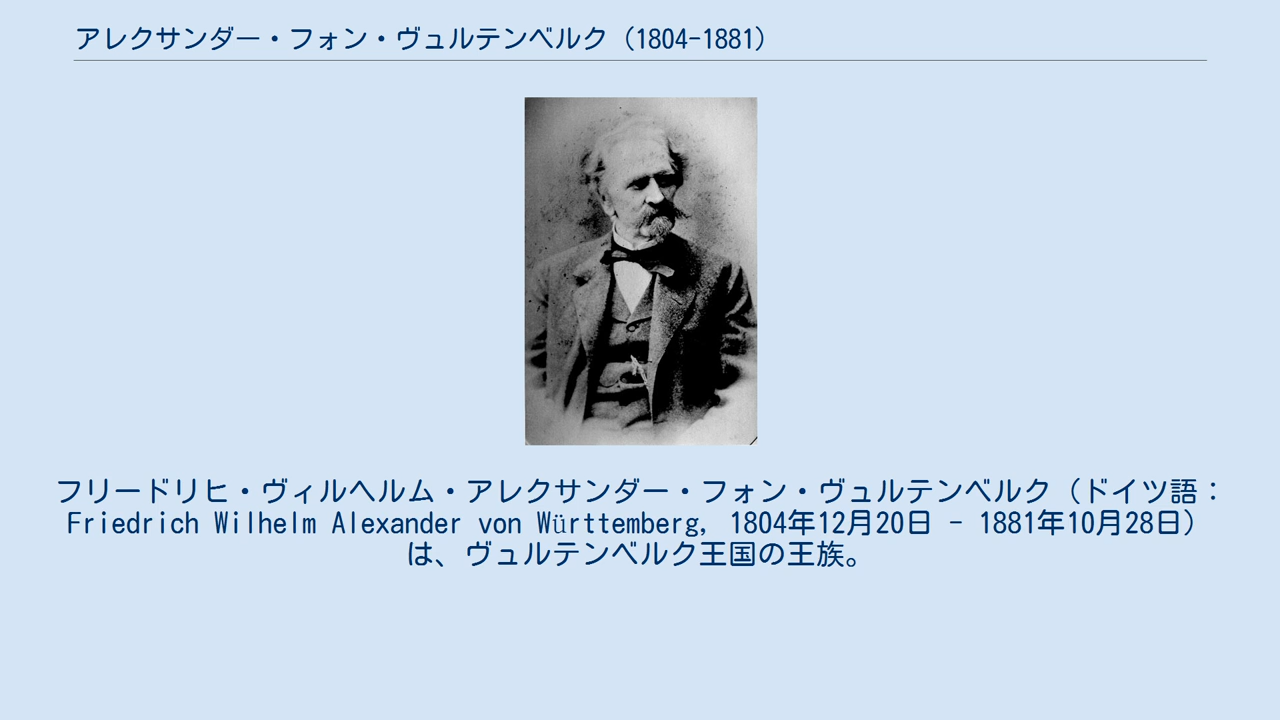 アレクサンダー・フォン・ヴュルテンベルク（1804-1881）
フリードリヒ・ヴィルヘルム・アレクサンダー・フォン・ヴュルテンベルク（ドイツ語：
Friedrich Wilhelm Alexander von Württemberg, 1804年12月20日 - 1881年10月28日）
は、ヴュルテンベルク王国の王族。